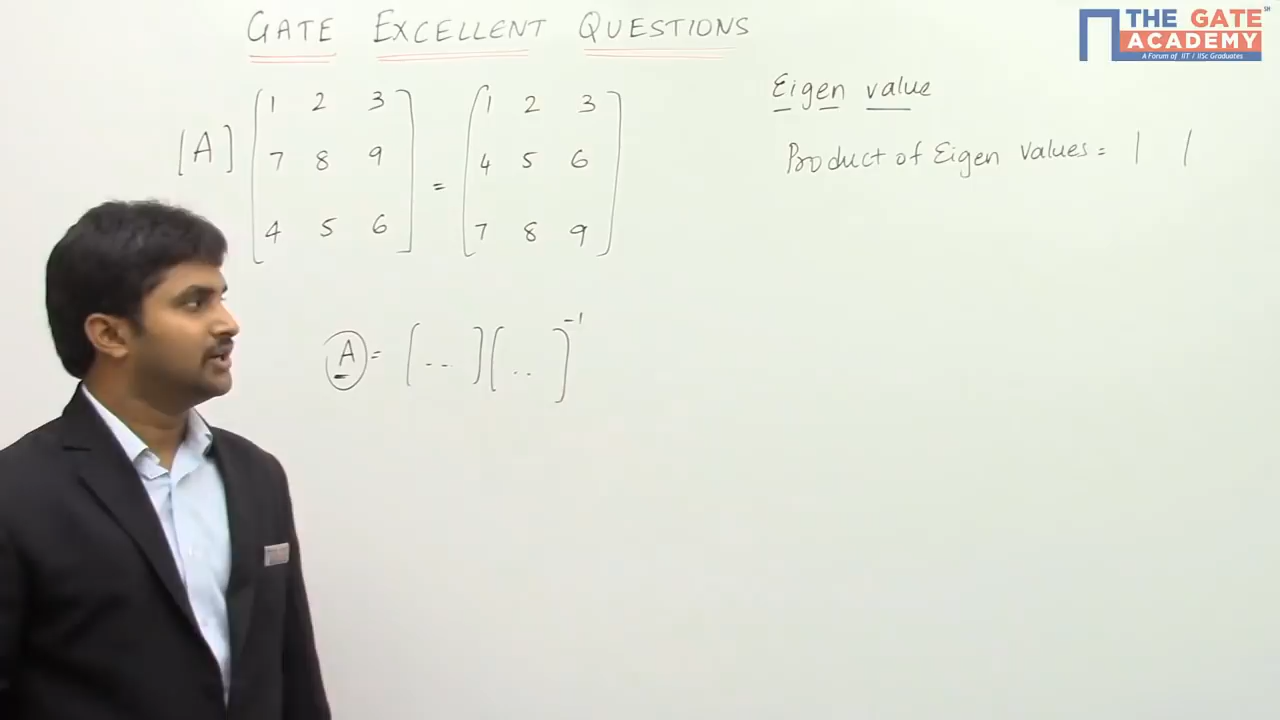 GATE EXCELLENT QUESTIONS
THE GATE
ACADEMY
A Forum of IIT / IISc Graduates
[A] [1 2 3 = [1 2 3
7 8 9 4 5 6
4 5 6] 7 8 9]
A = [---] [..]⁻¹
Eigen value
Product of Eigen Values = | |